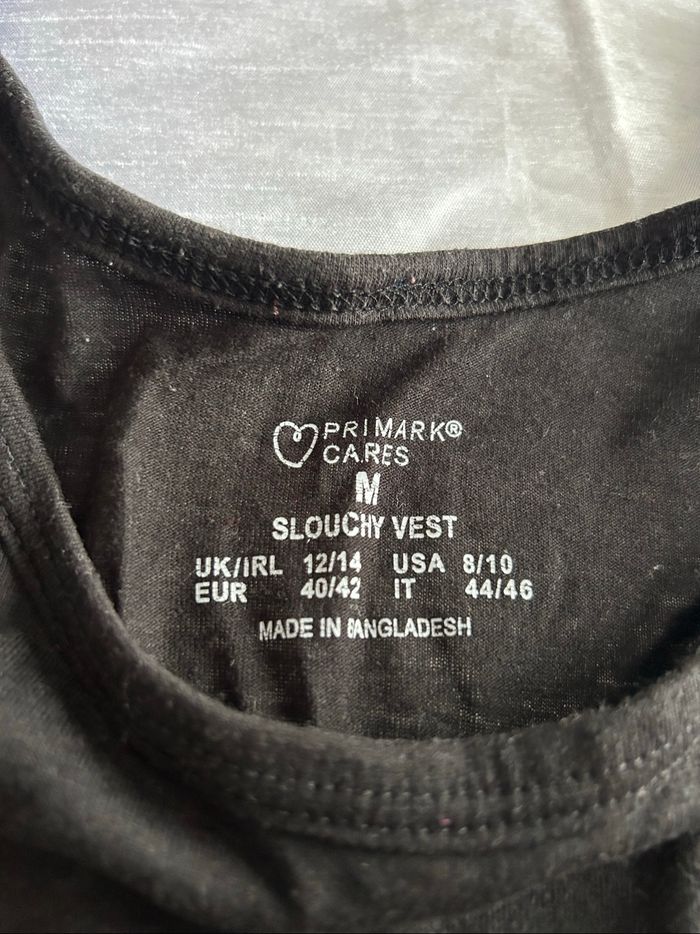 PRIMARK®
CARES
M
SLOUCHY VEST
UK/IRL 12/14 USA 8/10
EUR 40/42 IT 44/46
MADE IN BANGLADESH